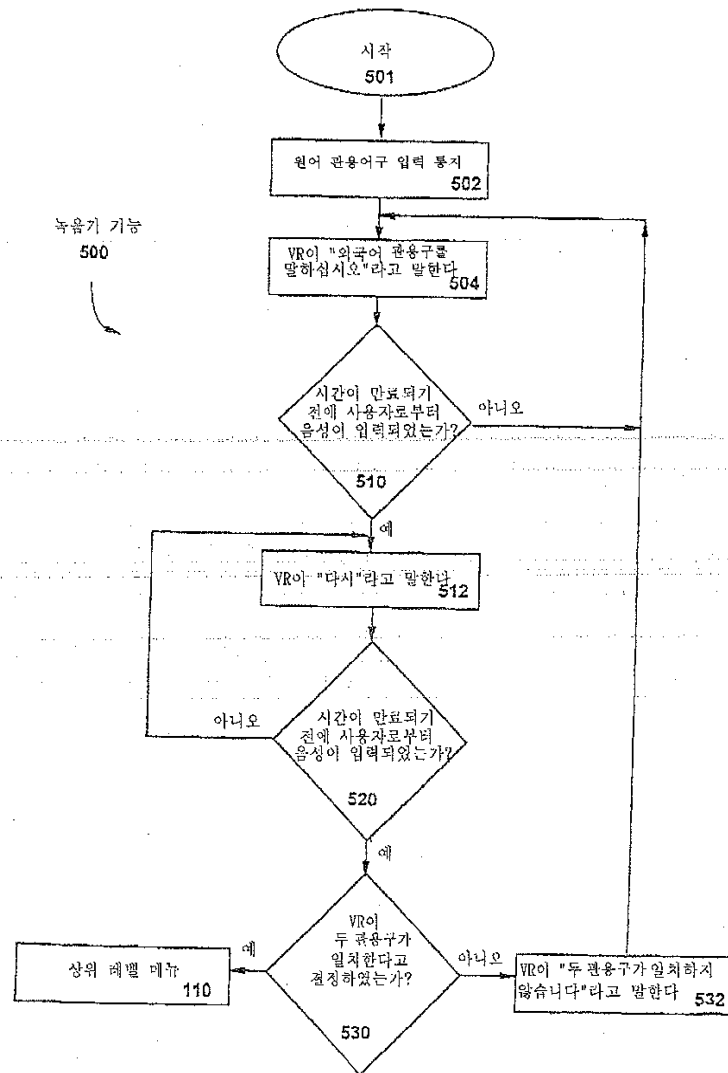 시작
501
원어 관용어구 입력 통지
502
녹음기 기능
500
VR이 "외국어 관용구를
말하십시오"라고 말한다
504
시간이 만료되기
전에 사용자로부터
음성이 입력되었는가?
아니오
510
예
VR이 "다시"라고 말한다
512
아니오
시간이 만료되기
전에 사용자로부터
음성이 입력되었는가?
520
예
VR이
두 관용구가
일치한다고
결정하였는가?
예
아니오
530
상위 레벨 메뉴
110
VR이 "두 관용구가 일치하지
않습니다"라고 말한다
532